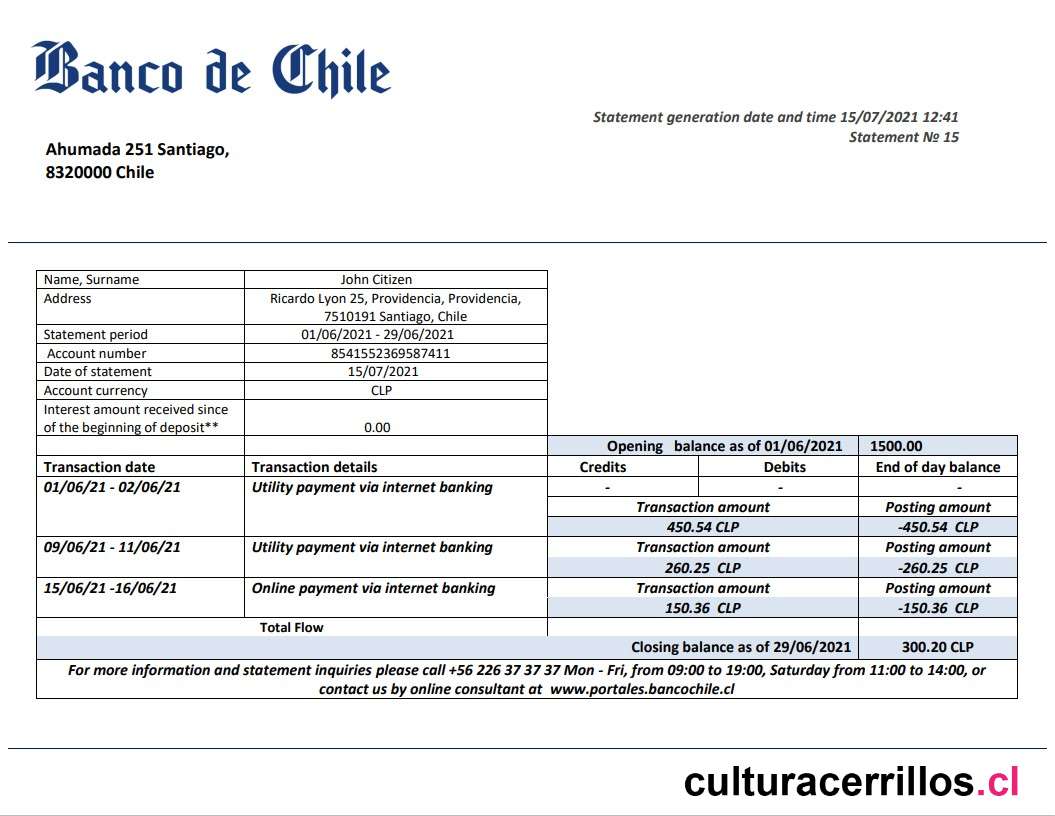 Banco de Chile
Statement generation date and time 15/07/2021 12:41
Statement № 15
Ahumada 251 Santiago,
8320000 Chile
Name, Surname John Citizen
Address Ricardo Lyon 25, Providencia, Providencia,
7510191 Santiago, Chile
Statement period 01/06/2021 - 29/06/2021
Account number 8541552369587411
Date of statement 15/07/2021
Account currency CLP
Interest amount received since
of the beginning of deposit** 0.00
Opening balance as of 01/06/2021 1500.00
Transaction date Transaction details Credits Debits End of day balance
01/06/21 - 02/06/21 Utility payment via internet banking - - -
Transaction amount Posting amount
450.54 CLP -450.54 CLP
09/06/21 - 11/06/21 Utility payment via internet banking Transaction amount Posting amount
260.25 CLP -260.25 CLP
15/06/21 -16/06/21 Online payment via internet banking Transaction amount Posting amount
150.36 CLP -150.36 CLP
Total Flow
Closing balance as of 29/06/2021 300.20 CLP
For more information and statement inquiries please call +56 226 37 37 37 Mon - Fri, from 09:00 to 19:00, Saturday from 11:00 to 14:00, or
contact us by online consultant at www.portales.bancochile.cl
culturacerrillos.cl